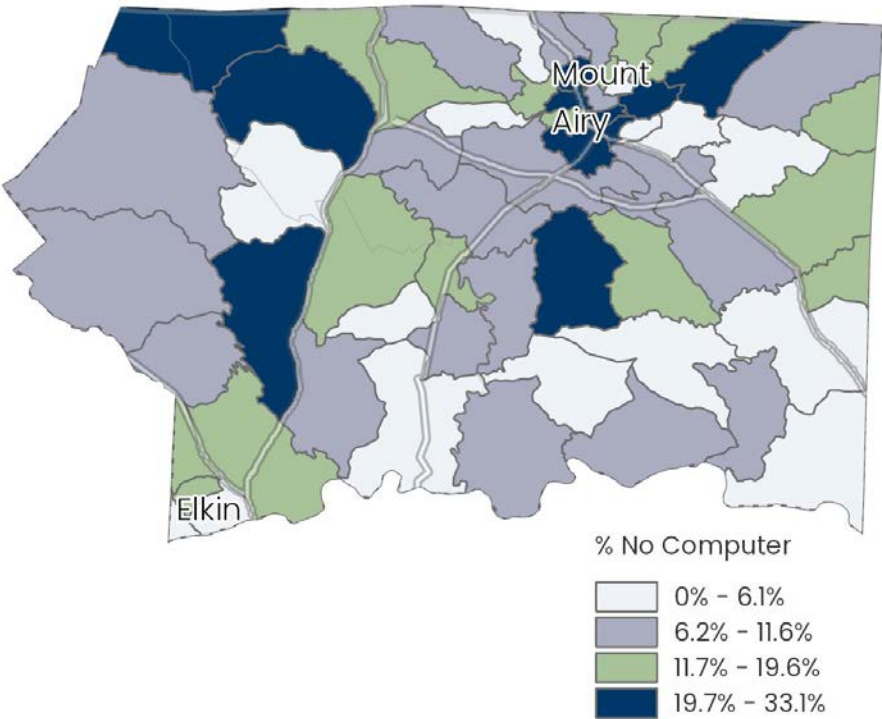 Mount
Airy
Elkin
% No Computer
0% - 6.1%
6.2% - 11.6%
11.7% - 19.6%
19.7% - 33.1%